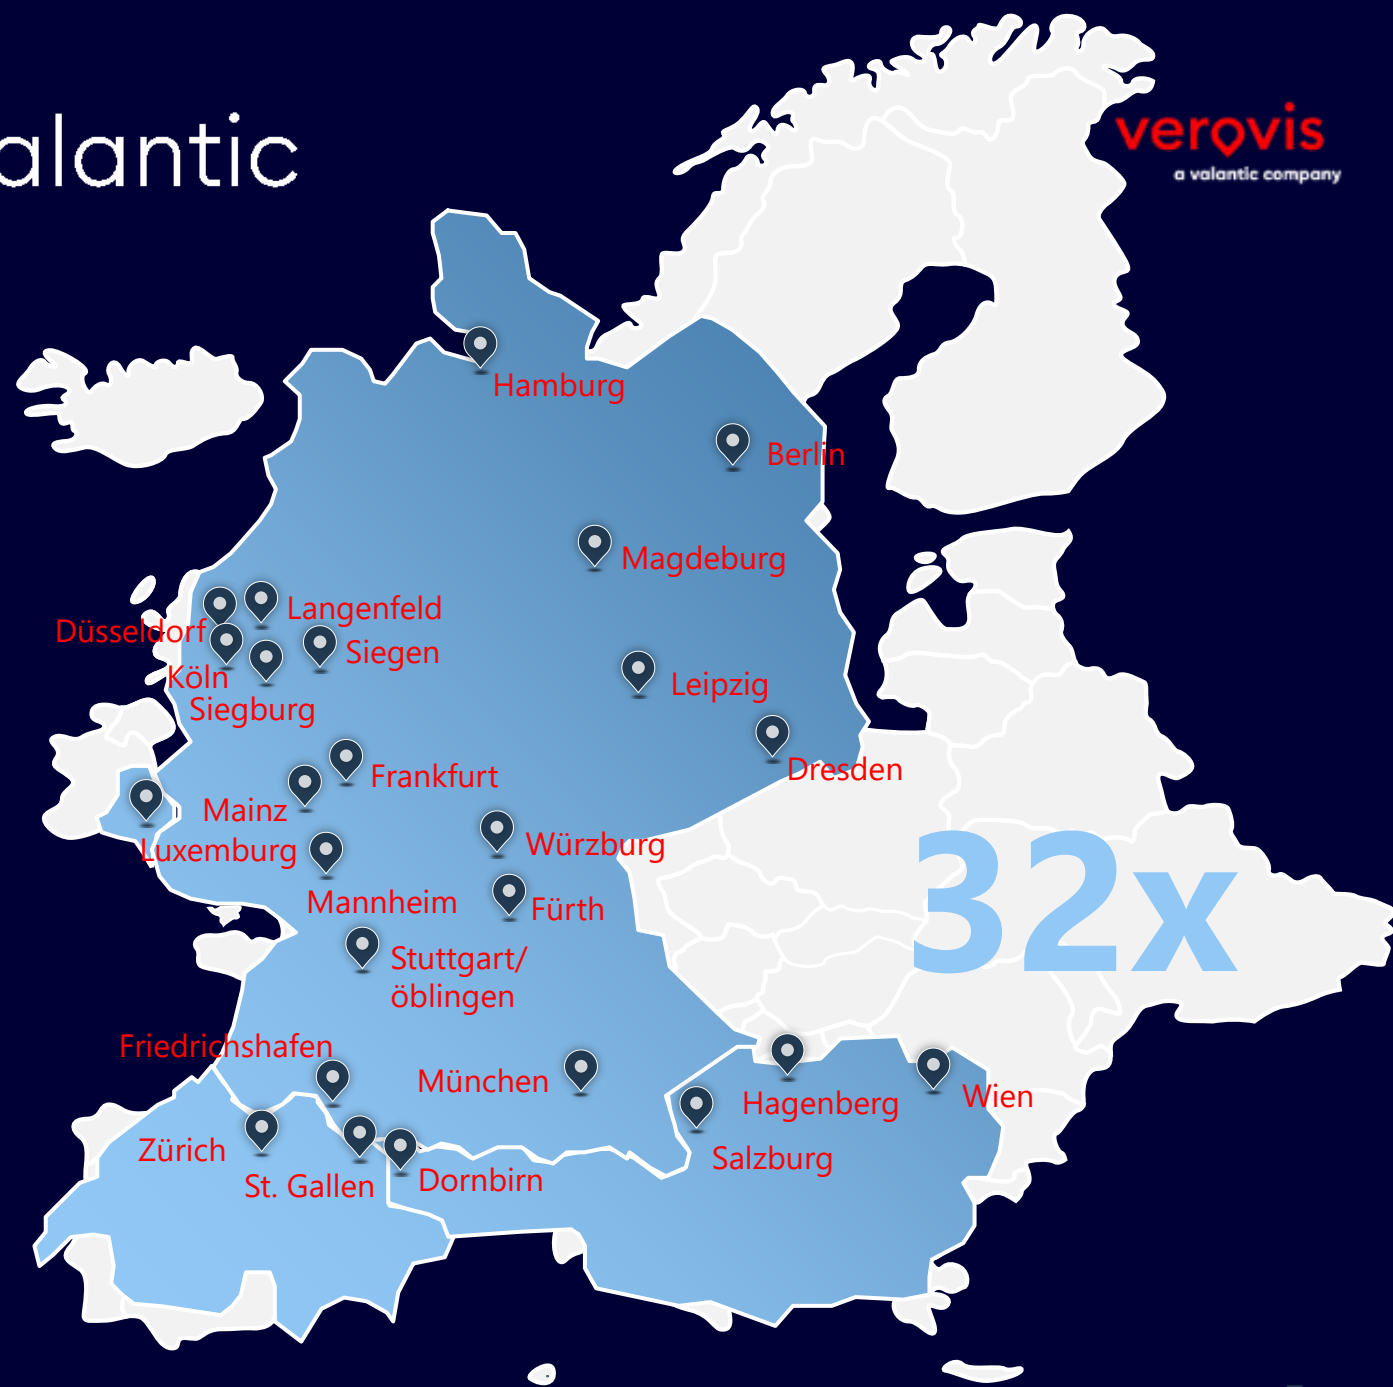 alantic
verovis
a valantic company
Hamburg
Berlin
Magdeburg
Langenfeld
Düsseldorf
Siegen
Köln
Leipzig
Siegburg
Dresden
Frankfurt
Mainz
Würzburg
Luxemburg
32x
Mannheim
Fürth
Stuttgart/
öblingen
Friedrichshafen
München
Hagenberg
Wien
Zürich
Salzburg
St. Gallen
Dornbirn